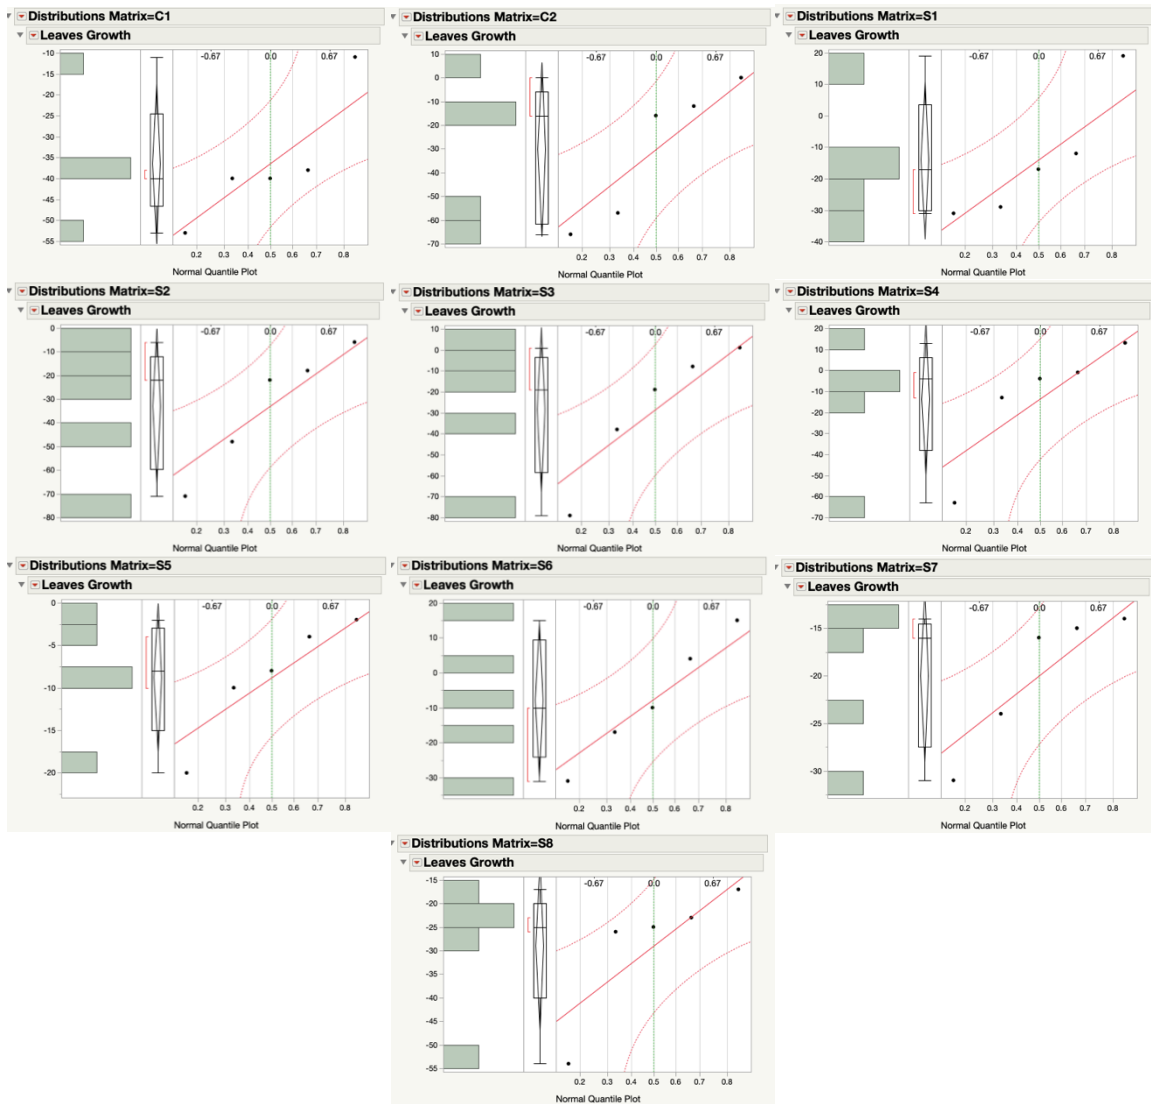 Distributions Matrix=C1
Leaves Growth
-10
-15
-20
-25
-30
-35
-40
-45
-50
-55
-0.67 0.0 0.67
0.2 0.3 0.4 0.5 0.6 0.7 0.8
Normal Quantile Plot
Distributions Matrix=C2
Leaves Growth
10
0
-10
-20
-30
-40
-50
-60
-70
-0.67 0.0 0.67
0.2 0.3 0.4 0.5 0.6 0.7 0.8
Normal Quantile Plot
Distributions Matrix=S1
Leaves Growth
20
10
0
-10
-20
-30
-40
-0.67 0.0 0.67
0.2 0.3 0.4 0.5 0.6 0.7 0.8
Normal Quantile Plot
Distributions Matrix=S2
Leaves Growth
0
-10
-20
-30
-40
-50
-60
-70
-80
-0.67 0.0 0.67
0.2 0.3 0.4 0.5 0.6 0.7 0.8
Normal Quantile Plot
Distributions Matrix=S3
Leaves Growth
10
0
-10
-20
-30
-40
-50
-60
-70
-80
-0.67 0.0 0.67
0.2 0.3 0.4 0.5 0.6 0.7 0.8
Normal Quantile Plot
Distributions Matrix=S4
Leaves Growth
20
10
0
-10
-20
-30
-40
-50
-60
-70
-0.67 0.0 0.67
0.2 0.3 0.4 0.5 0.6 0.7 0.8
Normal Quantile Plot
Distributions Matrix=S5
Leaves Growth
0
-5
-10
-15
-20
-0.67 0.0 0.67
0.2 0.3 0.4 0.5 0.6 0.7 0.8
Normal Quantile Plot
Distributions Matrix=S6
Leaves Growth
20
10
0
-10
-20
-30
-0.67 0.0 0.67
0.2 0.3 0.4 0.5 0.6 0.7 0.8
Normal Quantile Plot
Distributions Matrix=S7
Leaves Growth
-15
-20
-25
-30
-0.67 0.0 0.67
0.2 0.3 0.4 0.5 0.6 0.7 0.8
Normal Quantile Plot
Distributions Matrix=S8
Leaves Growth
-15
-20
-25
-30
-35
-40
-45
-50
-55
-0.67 0.0 0.67
0.2 0.3 0.4 0.5 0.6 0.7 0.8
Normal Quantile Plot